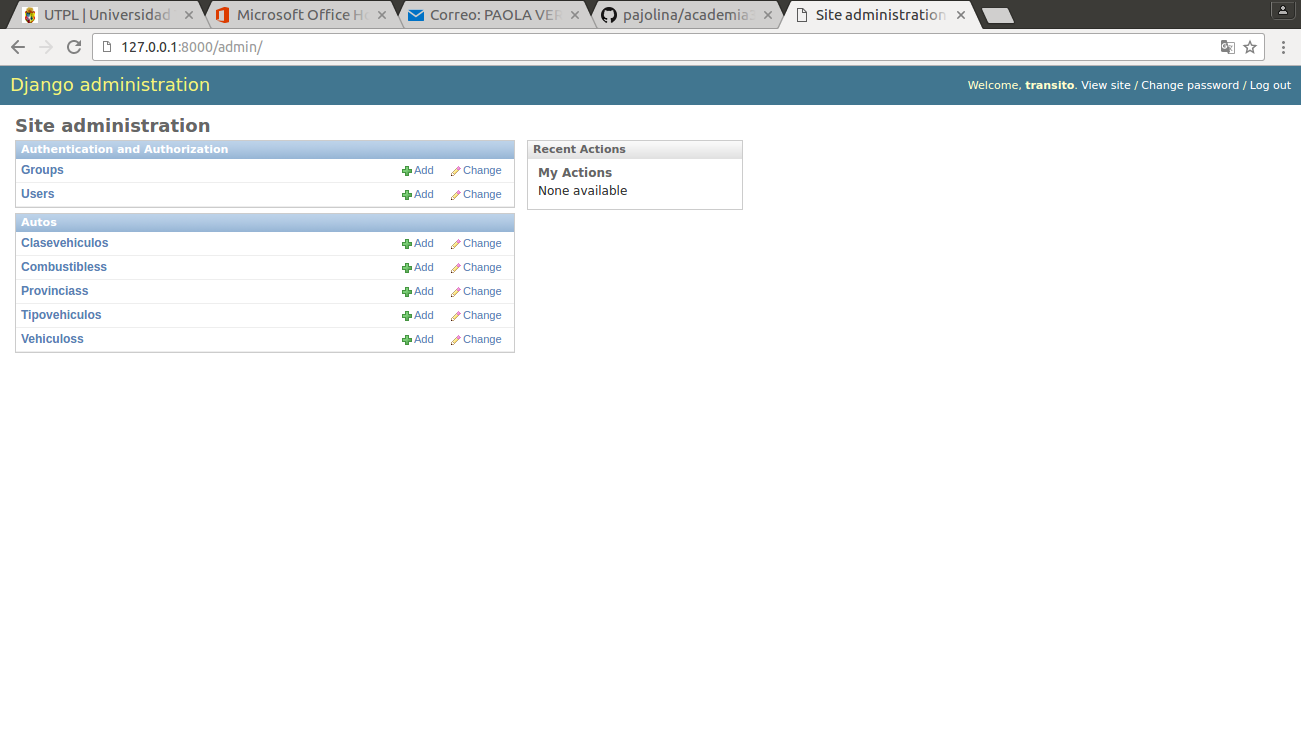 UTPL | Universidad
Microsoft Office H
Correo: PAOLA VER
pajolina/academia
Site administration
127.0.0.1:8000/admin/
Django administration
Welcome, transito. View site / Change password / Log out
Site administration
Authentication and Authorization
Groups Add Change
Users Add Change
Autos
Clasevehiculos Add Change
Combustibless Add Change
Provinciass Add Change
Tipovehiculos Add Change
Vehiculoss Add Change
Recent Actions
My Actions
None available